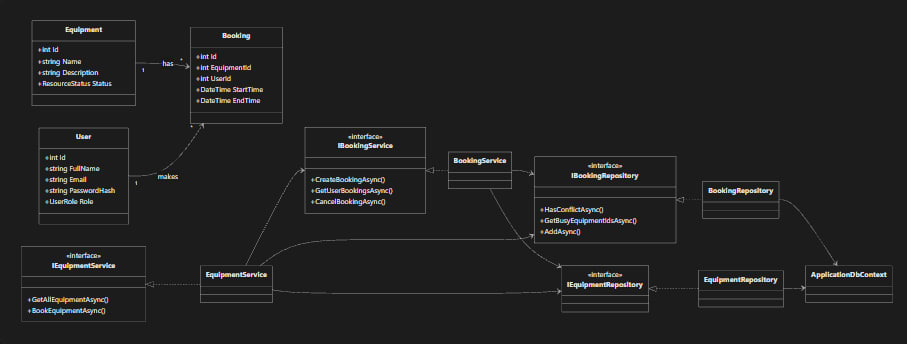 Equipment
+int Id
+string Name
+string Description
+ResourceStatus Status
1
has
*
Booking
+int Id
+int EquipmentId
+int UserId
+DateTime StartTime
+DateTime EndTime
User
+int Id
+string FullName
+string Email
+string PasswordHash
+UserRole Role
1
makes
*
«interface»
IBookingService
+CreateBookingAsync()
+GetUserBookingsAsync()
+CancelBookingAsync()
BookingService
«interface»
IBookingRepository
+HasConflictAsync()
+GetBusyEquipmentIdsAsync()
+AddAsync()
BookingRepository
«interface»
IEquipmentService
+GetAllEquipmentAsync()
+BookEquipmentAsync()
EquipmentService
«interface»
IEquipmentRepository
EquipmentRepository
ApplicationDbContext